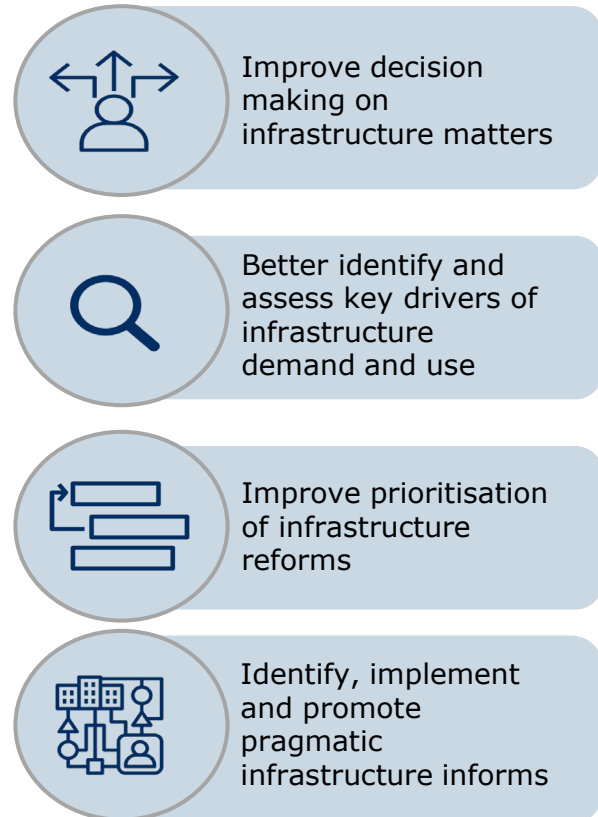 Improve decision
making on
infrastructure matters
Better identify and
assess key drivers of
infrastructure
demand and use
Improve prioritisation
of infrastructure
reforms
Identify, implement
and promote
pragmatic
infrastructure informs